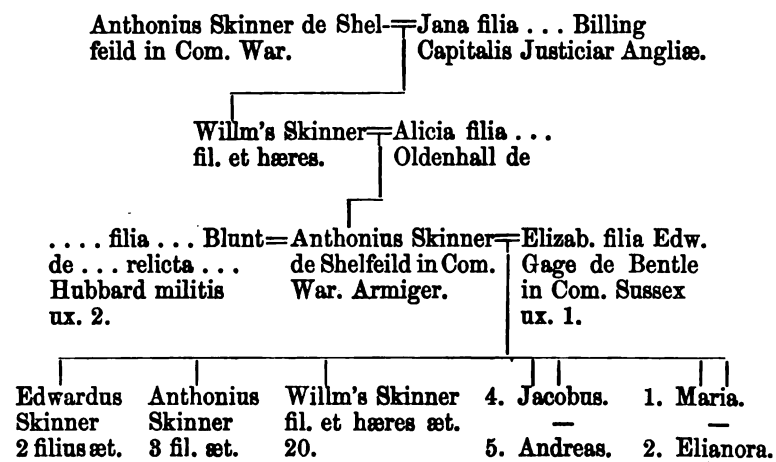 Anthonius Skinner de Shel-
feild in Com. War.
Jana filia . . . Billing
Capitalis Justiciar Angliæ.
Willm's Skinner
fil. et hæres.
Alicia filia . . .
Oldenhall de
. . . . filia . . . Blunt
de . . . relicta . . .
Hubbard militis
ux. 2.
Anthonius Skinner
de Shelfeild in Com.
War. Armiger.
Elizab. filia Edw.
Gage de Bentle
in Com. Sussex
ux. 1.
Edwardus
Skinner
2 filius æt.
Anthonius
Skinner
3 fil. æt.
Willm's Skinner
fil. et hæres æt.
20.
4. Jacobus.
—
5. Andreas.
1. Maria.
—
2. Elianora.